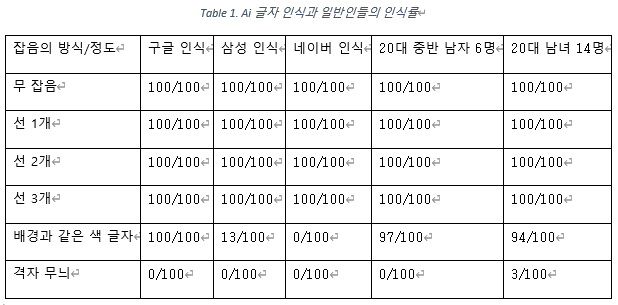 Table 1. Ai 글자 인식과 일반인들의 인식률
잡음의 방식/정도 구글 인식 삼성 인식 네이버 인식 20대 중반 남자 6명 20대 남녀 14명
무 잡음 100/100 100/100 100/100 100/100 100/100
선 1개 100/100 100/100 100/100 100/100 100/100
선 2개 100/100 100/100 100/100 100/100 100/100
선 3개 100/100 100/100 100/100 100/100 100/100
배경과 같은 색 글자 100/100 13/100 0/100 97/100 94/100
격자 무늬 0/100 0/100 0/100 0/100 3/100